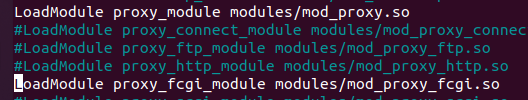 LoadModule proxy_module modules/mod_proxy.so
#LoadModule proxy_connect_module modules/mod_proxy_connec
#LoadModule proxy_ftp_module modules/mod_proxy_ftp.so
#LoadModule proxy_http_module modules/mod_proxy_http.so
LoadModule proxy_fcgi_module modules/mod_proxy_fcgi.so